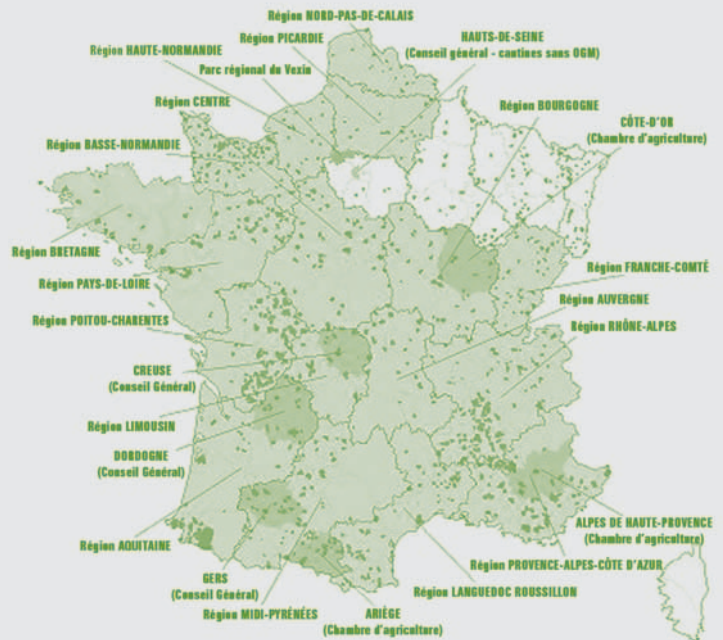 Région NORD-PAS-DE-CALAIS
Région PICARDIE
HAUTS-DE-SEINE
(Conseil général - cantines sans OGM)
Région HAUTE-NORMANDIE
Parc régional du Vexin
Région CENTRE
Région BOURGOGNE
CÔTE-D'OR
(Chambre d'agriculture)
Région BASSE-NORMANDIE
Région BRETAGNE
Région PAYS-DE-LOIRE
Région FRANCHE-COMTÉ
Région AUVERGNE
Région POITOU-CHARENTES
Région RHÔNE-ALPES
CREUSE
(Conseil Général)
Région LIMOUSIN
DORDOGNE
(Conseil Général)
ALPES DE HAUTE-PROVENCE
(Chambre d'agriculture)
Région AQUITAINE
Région PROVENCE-ALPES-CÔTE D'AZUR
GERS
(Conseil Général)
Région LANGUEDOC ROUSSILLON
Région MIDI-PYRÉNÉES
ARIÈGE
(Chambre d'agriculture)